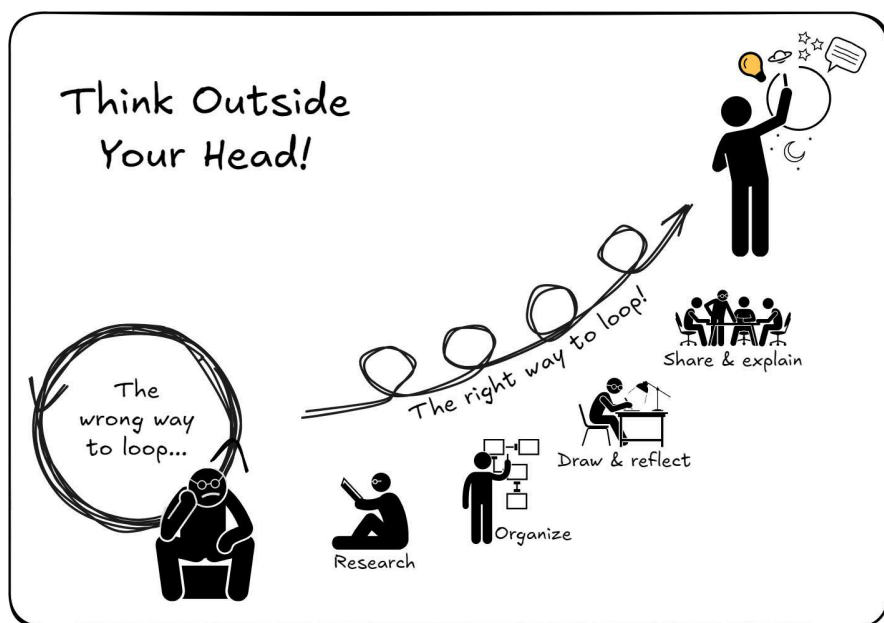 Think Outside
Your Head!
The
wrong way
to loop...
The right way to loop!
Research
Organize
Draw & reflect
Share & explain